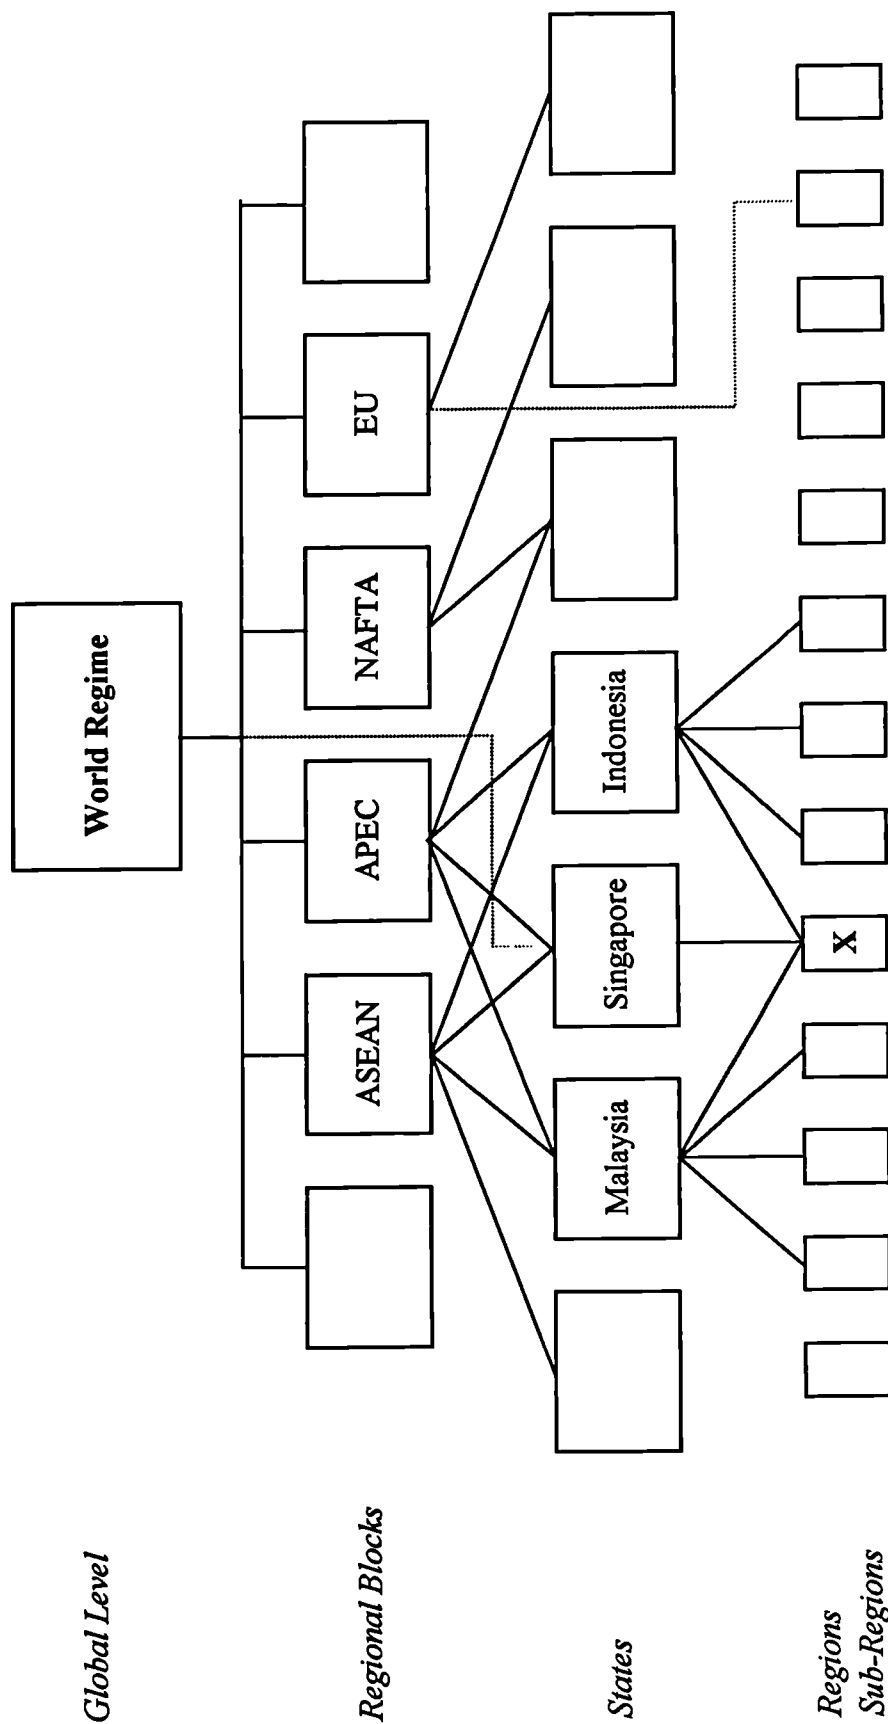 Global Level
World Regime
Regional Blocks
ASEAN
APEC
NAFTA
EU
States
Malaysia
Singapore
Indonesia
Regions
Sub-Regions
X